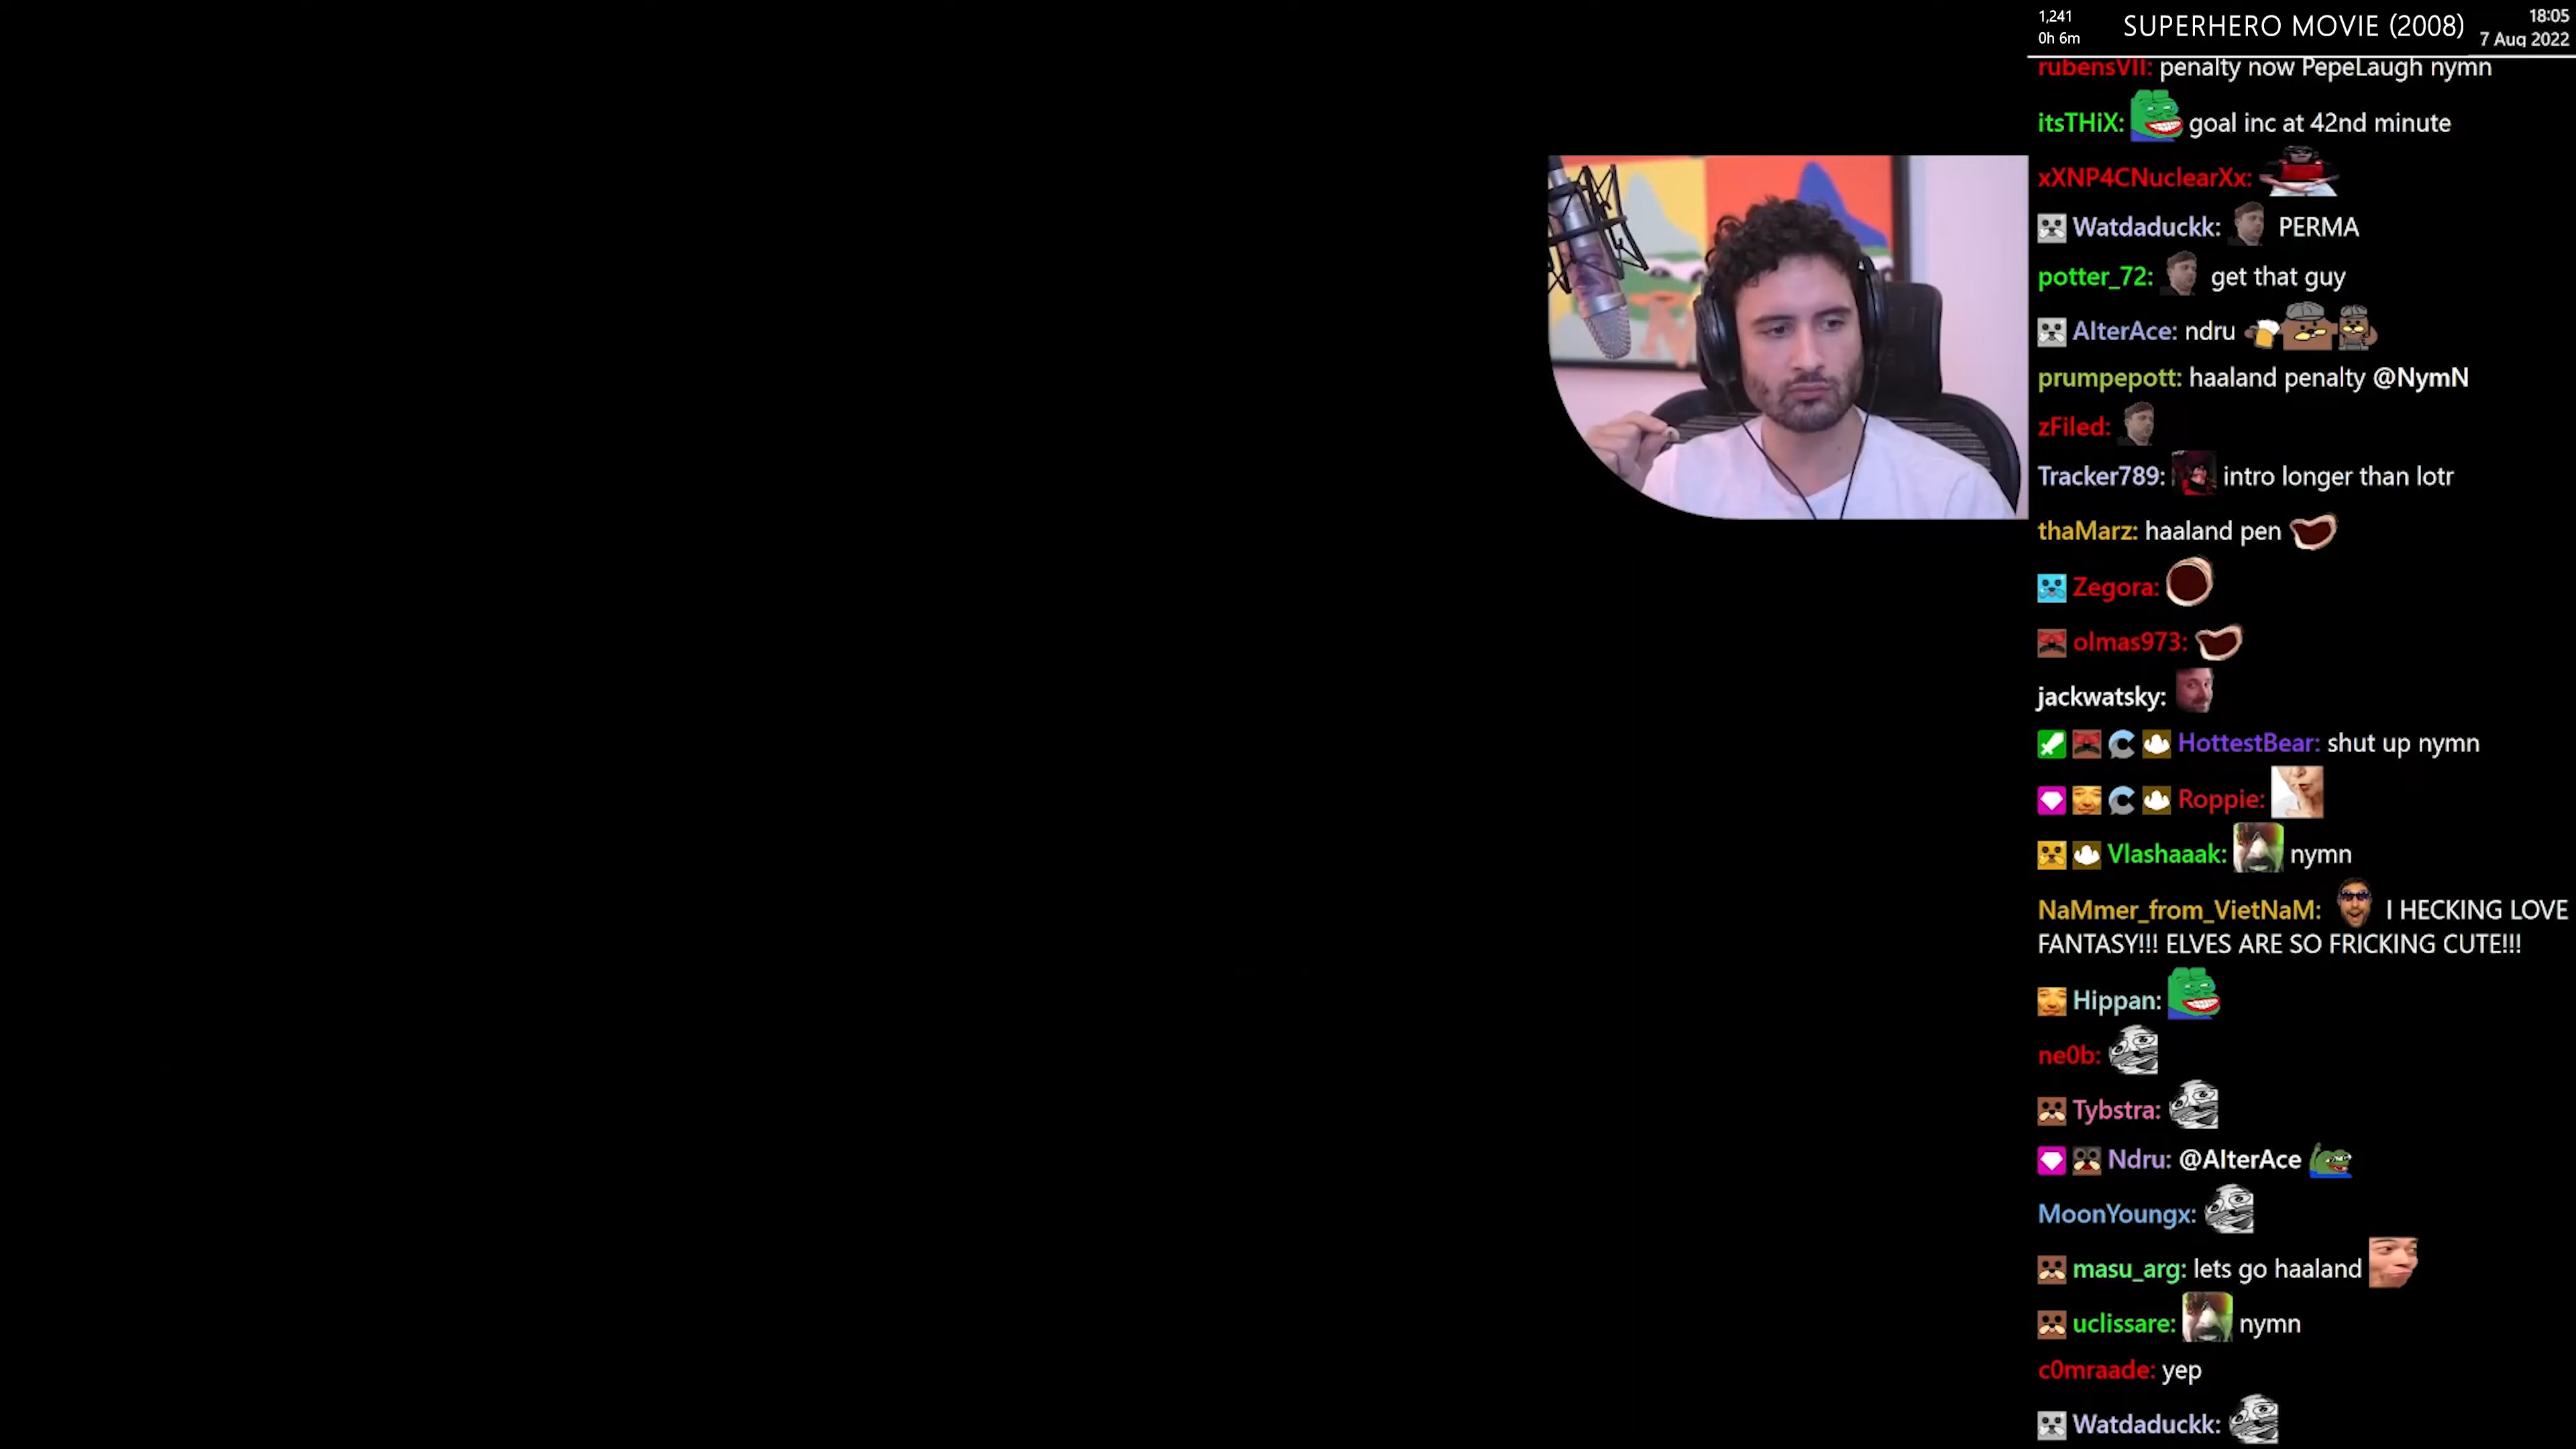 1,241
0h 6m
SUPERHERO MOVIE (2008)
18:05
7 Aug 2022
rubensVII: penalty now PepeLaugh nymn
itsTHiX: goal inc at 42nd minute
xXNP4CNuclearXx:
Watdaduckk: PERMA
potter_72: get that guy
AlterAce: ndru
prumpepott: haaland penalty @NymN
zFiled:
Tracker789: intro longer than lotr
thaMarz: haaland pen
Zegora:
olmas973:
jackwatsky:
HottestBear: shut up nymn
Roppie:
Vlashaaak: nymn
NaMmer_from_VietNaM: I HECKING LOVE
FANTASY!!! ELVES ARE SO FRICKING CUTE!!!
Hippan:
ne0b:
Tybstra:
Ndru: @AlterAce
MoonYoungx:
masu_arg: lets go haaland
uclissare: nymn
c0mraade: yep
Watdaduckk: